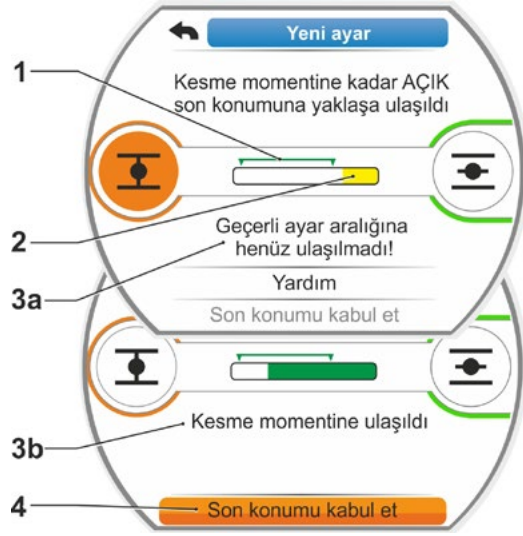 Yeni ayar
1
Kesme momentine kadar AÇIK
son konumuna yaklaşa ulaşıldı
2
Geçerli ayar aralığına
henüz ulaşılmadı!
3a
Yardım
Son konumu kabul et
3b
Kesme momentine ulaşıldı
4
Son konumu kabul et